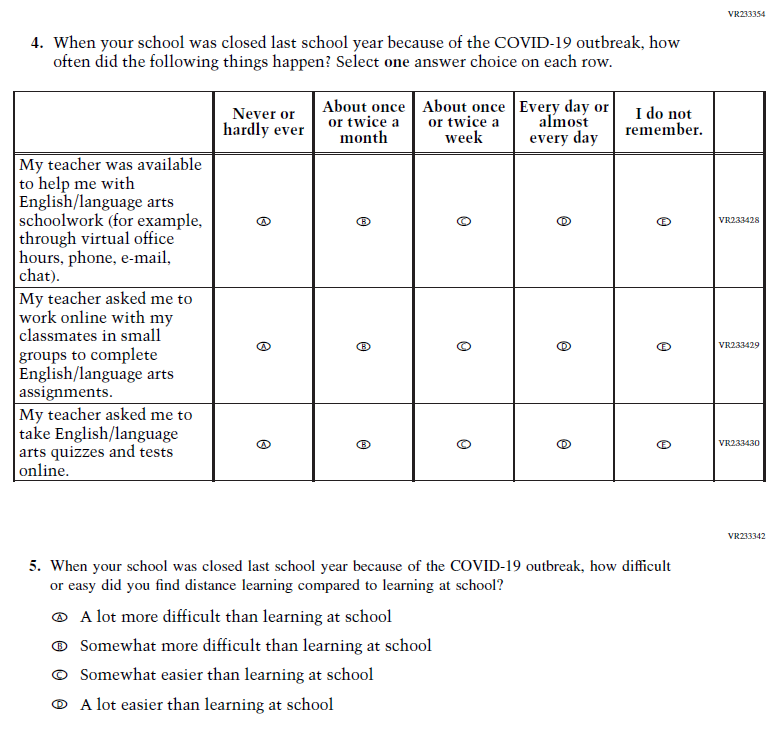 VR233354
4. When your school was closed last school year because of the COVID-19 outbreak, how
often did the following things happen? Select one answer choice on each row.
Never or
hardly ever
About once
or twice a
month
About once
or twice a
week
Every day or
almost
every day
I do not
remember.
My teacher was available
to help me with
English/language arts
schoolwork (for example,
through virtual office
hours, phone, e-mail,
chat).
A B C D E VR233428
My teacher asked me to
work online with my
classmates in small
groups to complete
English/language arts
assignments.
A B C D E VR233429
My teacher asked me to
take English/language
arts quizzes and tests
online.
A B C D E VR233430
VR233342
5. When your school was closed last school year because of the COVID-19 outbreak, how difficult
or easy did you find distance learning compared to learning at school?
A A lot more difficult than learning at school
B Somewhat more difficult than learning at school
C Somewhat easier than learning at school
D A lot easier than learning at school